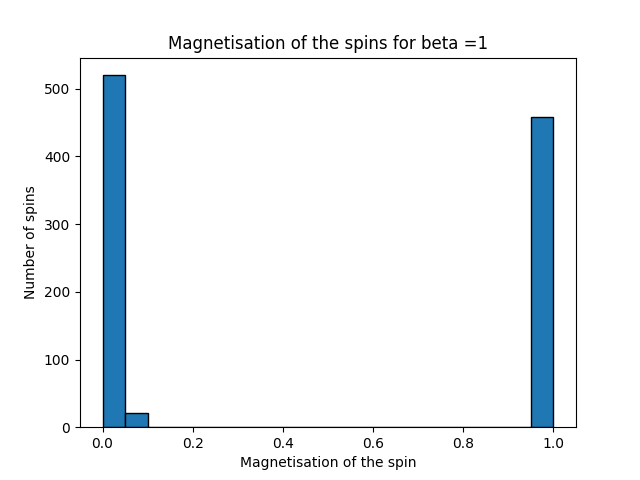 Magnetisation of the spins for beta =1
Number of spins
500
400
300
200
100
0
0.0 0.2 0.4 0.6 0.8 1.0
Magnetisation of the spin